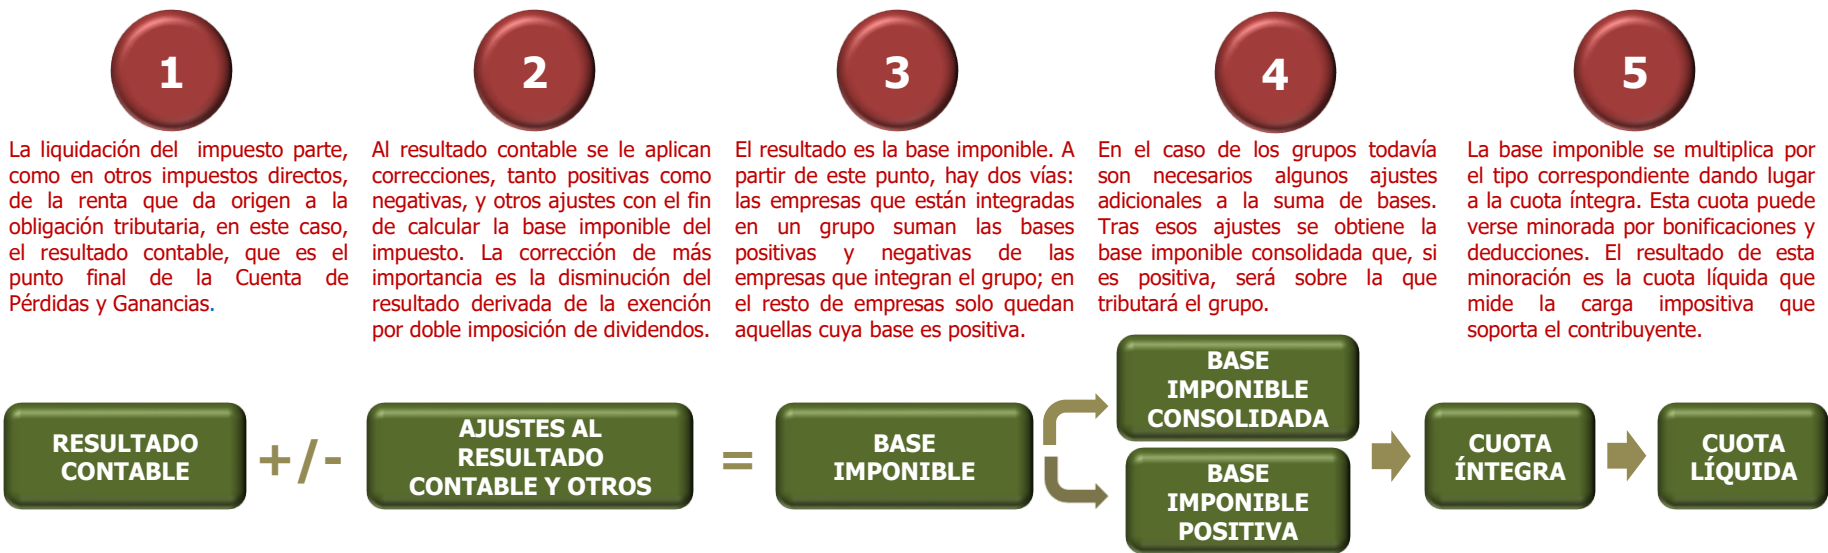 1
La liquidación del impuesto parte,
como en otros impuestos directos,
de la renta que da origen a la
obligación tributaria, en este caso,
el resultado contable, que es el
punto final de la Cuenta de
Pérdidas y Ganancias.
2
Al resultado contable se le aplican
correcciones, tanto positivas como
negativas, y otros ajustes con el fin
de calcular la base imponible del
impuesto. La corrección de más
importancia es la disminución del
resultado derivada de la exención
por doble imposición de dividendos.
3
El resultado es la base imponible. A
partir de este punto, hay dos vías:
las empresas que están integradas
en un grupo suman las bases
positivas y negativas de las
empresas que integran el grupo; en
el resto de empresas solo quedan
aquellas cuya base es positiva.
4
En el caso de los grupos todavía
son necesarios algunos ajustes
adicionales a la suma de bases.
Tras esos ajustes se obtiene la
base imponible consolidada que, si
es positiva, será sobre la que
tributará el grupo.
5
La base imponible se multiplica por
el tipo correspondiente dando lugar
a la cuota íntegra. Esta cuota puede
verse minorada por bonificaciones y
deducciones. El resultado de esta
minoración es la cuota líquida que
mide la carga impositiva que
soporta el contribuyente.
RESULTADO
CONTABLE
+/-
AJUSTES AL
RESULTADO
CONTABLE Y OTROS
=
BASE
IMPONIBLE
BASE
IMPONIBLE
CONSOLIDADA
BASE
IMPONIBLE
POSITIVA
CUOTA
ÍNTEGRA
CUOTA
LÍQUIDA